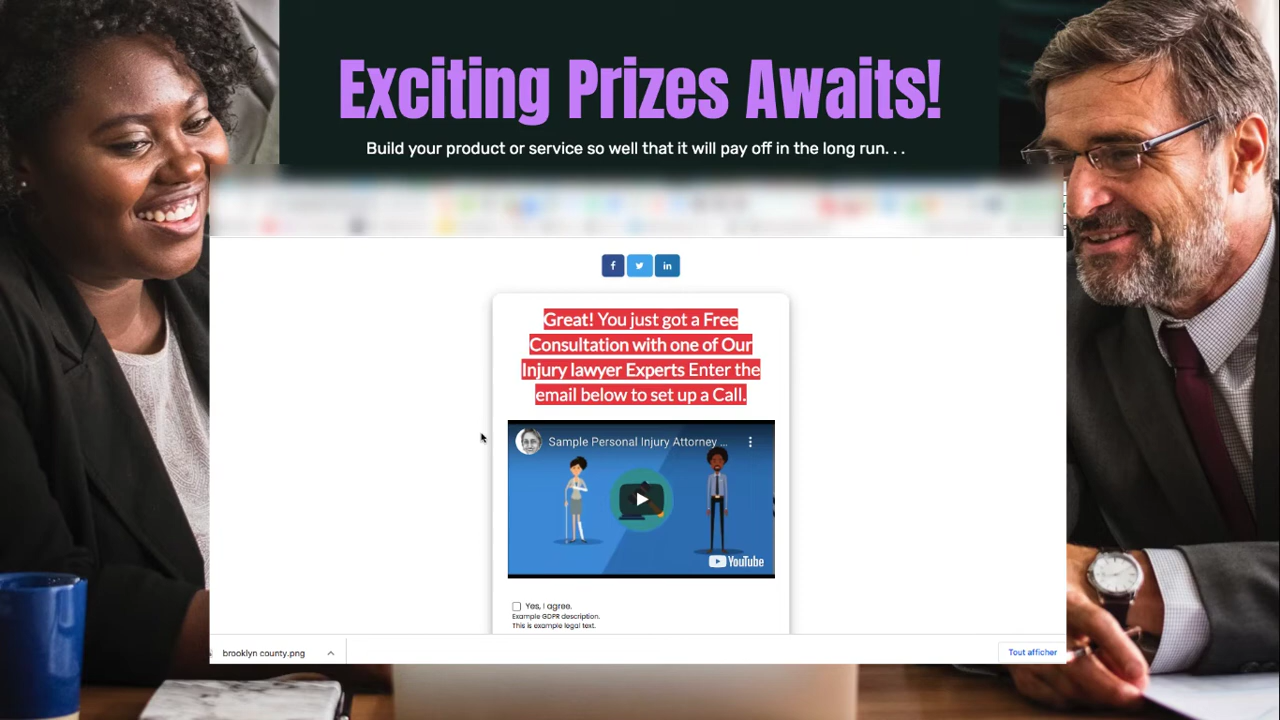 Exciting Prizes Awaits!
Build your product or service so well that it will pay off in the long run. . .
f
in
Great! You just got a Free
Consultation with one of Our
Injury lawyer Experts Enter the
email below to set up a Call.
Sample Personal Injury Attorney ...
YouTube
Yes, I agree.
Example GDPR description.
This is example legal text.
brooklyn county.png
Tout afficher